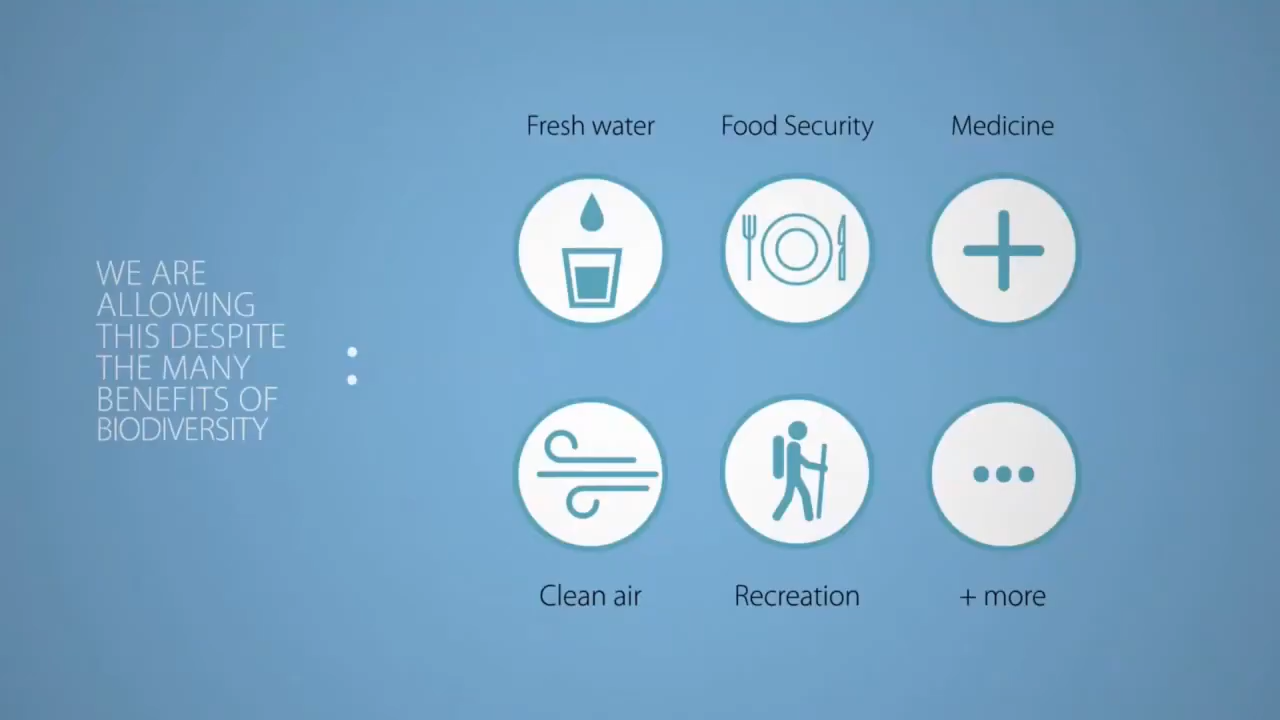 WE ARE
ALLOWING
THIS DESPITE
THE MANY
BENEFITS OF
BIODIVERSITY
:
Fresh water
Food Security
Medicine
Clean air
Recreation
+ more